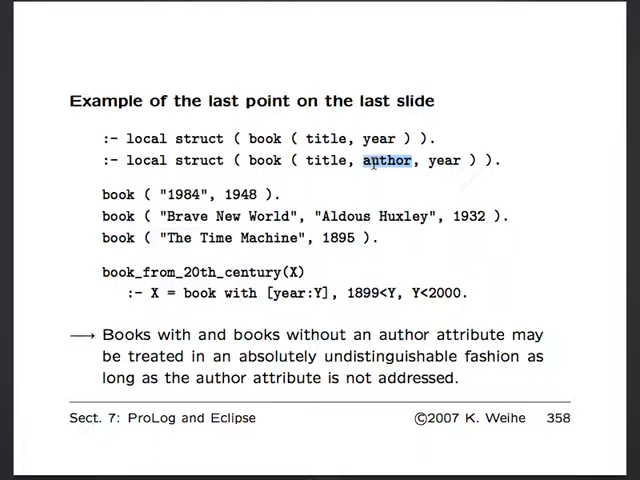 Example of the last point on the last slide
:- local struct ( book ( title, year ) ).
:- local struct ( book ( title, author, year ) ).
book ( "1984", 1948 ).
book ( "Brave New World", "Aldous Huxley", 1932 ).
book ( "The Time Machine", 1895 ).
book_from_20th_century(X)
:- X = book with [year:Y], 1899<Y, Y<2000.
⟶ Books with and books without an author attribute may
be treated in an absolutely undistinguishable fashion as
long as the author attribute is not addressed.
Sect. 7: ProLog and Eclipse ©2007 K. Weihe 358